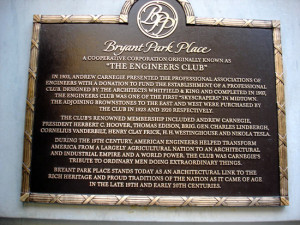 BPP
Bryant Park Place
A COOPERATIVE CORPORATION ORIGINALLY KNOWN AS
"THE ENGINEERS CLUB"
IN 1903, ANDREW CARNEGIE PRESENTED THE PROFESSIONAL ASSOCIATIONS
OF ENGINEERS WITH A DONATION TO FUND THE ESTABLISHMENT OF A PROFESSIONAL
CLUB. DESIGNED BY THE ARCHITECTS WHITFIELD & KING AND COMPLETED IN 1907,
THE ENGINEERS CLUB WAS ONE OF THE FIRST "SKYSCRAPERS" IN MIDTOWN.
THE ADJOINING BROWNSTONES TO THE EAST AND WEST WERE PURCHASED BY
THE CLUB IN 1913 AND 1920 RESPECTIVELY.
THE CLUB'S RENOWNED MEMBERSHIP INCLUDED ANDREW CARNEGIE,
PRESIDENT HERBERT C. HOOVER, THOMAS EDISON, CHARLES LINDBERGH,
CORNELIUS VANDERBILT, HENRY CLAY FRICK, H. H. WESTINGHOUSE AND NIKOLA TESLA.
DURING THE 19TH CENTURY, AMERICAN ENGINEERS HELPED TRANSFORM
AMERICA FROM A LARGELY AGRICULTURAL NATION TO AN ARCHITECTURAL
AND INDUSTRIAL EMPIRE AND A WORLD POWER. THE CLUB WAS CARNEGIE'S
TRIBUTE TO ORDINARY MEN DOING EXTRAORDINARY THINGS.
BRYANT PARK PLACE STANDS TODAY AS AN ARCHITECTURAL LINK TO THE
RICH HERITAGE AND PROUD TRADITIONS OF THE NATION AS IT CAME OF AGE
IN THE LATE 19TH AND EARLY 20TH CENTURIES.